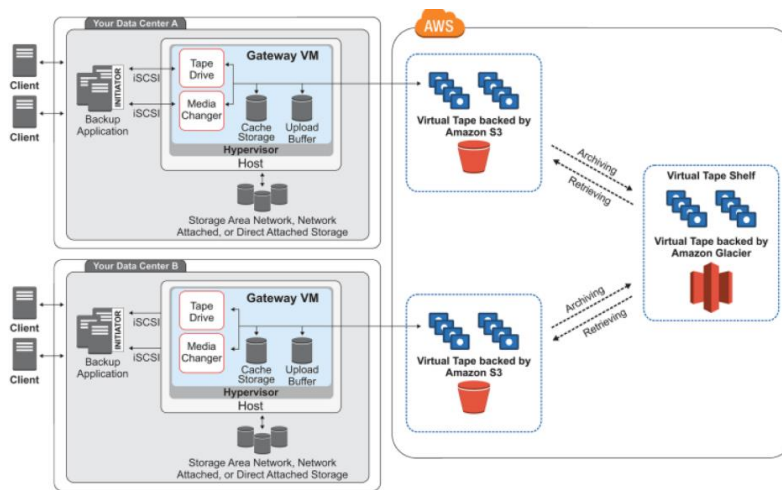 Your Data Center A
AWS
Client
Client
INITIATOR
Backup
Application
iSCSI
iSCSI
Gateway VM
Tape
Drive
Media
Changer
Cache
Storage
Upload
Buffer
Hypervisor
Host
Storage Area Network, Network
Attached, or Direct Attached Storage
Virtual Tape backed by
Amazon S3
Archiving
Retrieving
Virtual Tape Shelf
Virtual Tape backed by
Amazon Glacier
Your Data Center B
Client
Client
INITIATOR
Backup
Application
iSCSI
iSCSI
Gateway VM
Tape
Drive
Media
Changer
Cache
Storage
Upload
Buffer
Hypervisor
Host
Storage Area Network, Network
Attached, or Direct Attached Storage
Virtual Tape backed by
Amazon S3
Archiving
Retrieving